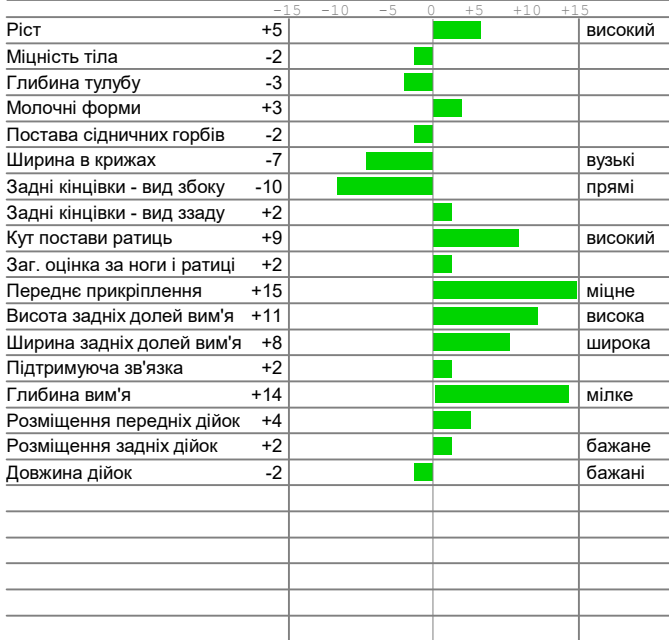 -15 -10 -5 0 +5 +10 +15
Ріст +5 високий
Міцність тіла -2
Глибина тулубу -3
Молочні форми +3
Постава сідничних горбів -2
Ширина в крижах -7 вузькі
Задні кінцівки - вид збоку -10 прямі
Задні кінцівки - вид ззаду +2
Кут постави ратиць +9 високий
Заг. оцінка за ноги і ратиці +2
Переднє прикріплення +15 міцне
Висота задніх долей вим'я +11 висока
Ширина задніх долей вим'я +8 широка
Підтримуюча зв'язка +2
Глибина вим'я +14 мілке
Розміщення передніх дійок +4
Розміщення задніх дійок +2 бажане
Довжина дійок -2 бажані